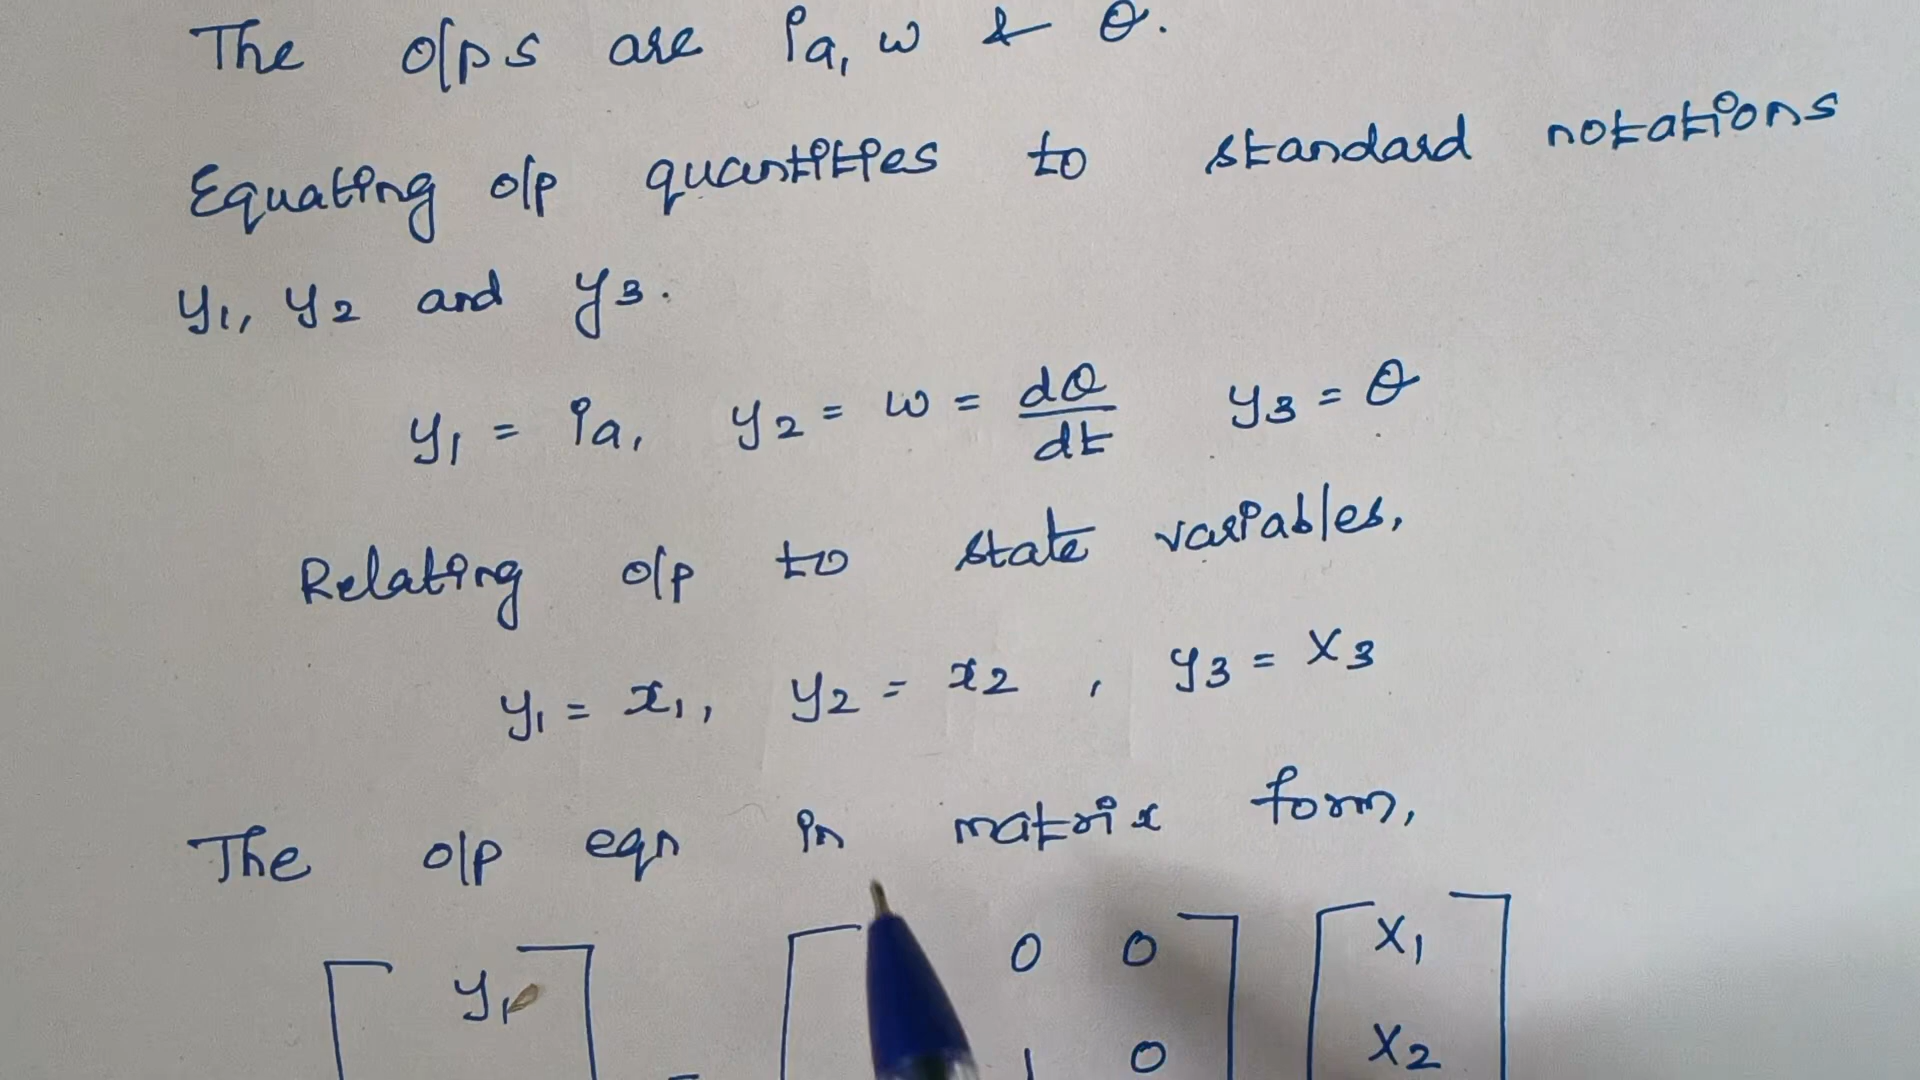 The o/ps are ia, ω & θ.
Equating o/p quantities to standard notations
y1, y2 and y3.
y1 = ia, y2 = ω = dθ/dt y3 = θ
Relating o/p to state variables,
y1 = x1, y2 = x2, y3 = x3
The o/p eqn in matrix form,
[ y1 ] [ 0 0 ] [ x1 ]
= 1 0 x2